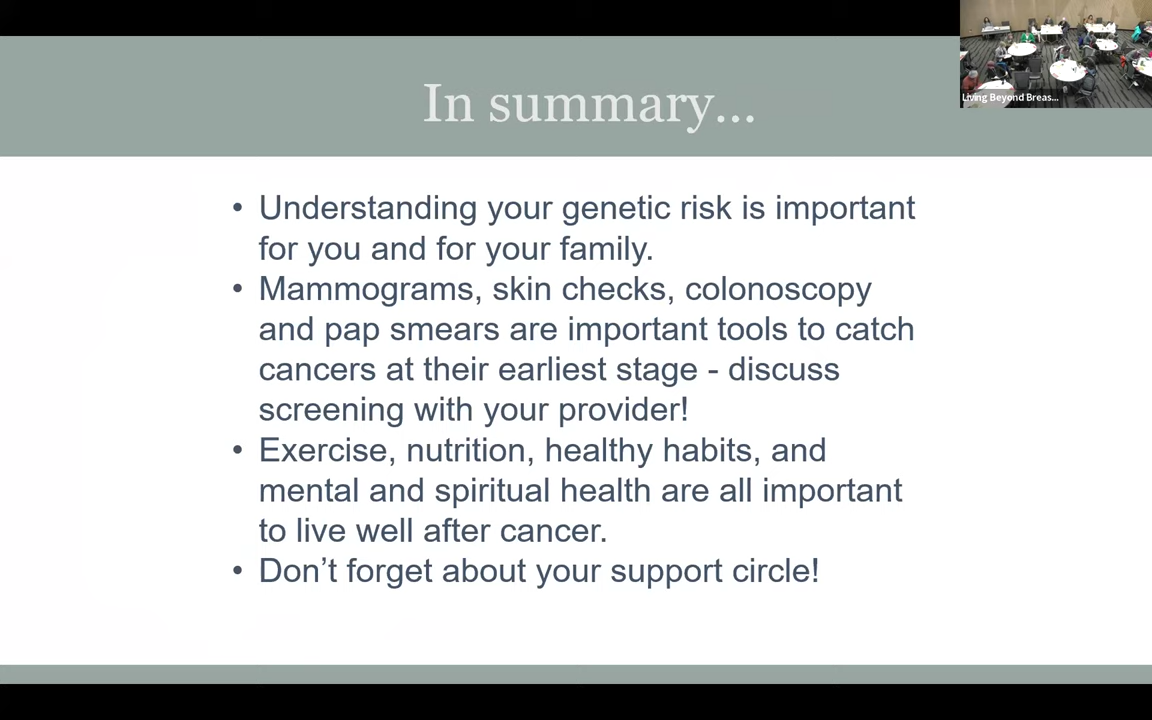 In summary...
Living Beyond Breas...
• Understanding your genetic risk is important
for you and for your family.
• Mammograms, skin checks, colonoscopy
and pap smears are important tools to catch
cancers at their earliest stage - discuss
screening with your provider!
• Exercise, nutrition, healthy habits, and
mental and spiritual health are all important
to live well after cancer.
• Don’t forget about your support circle!